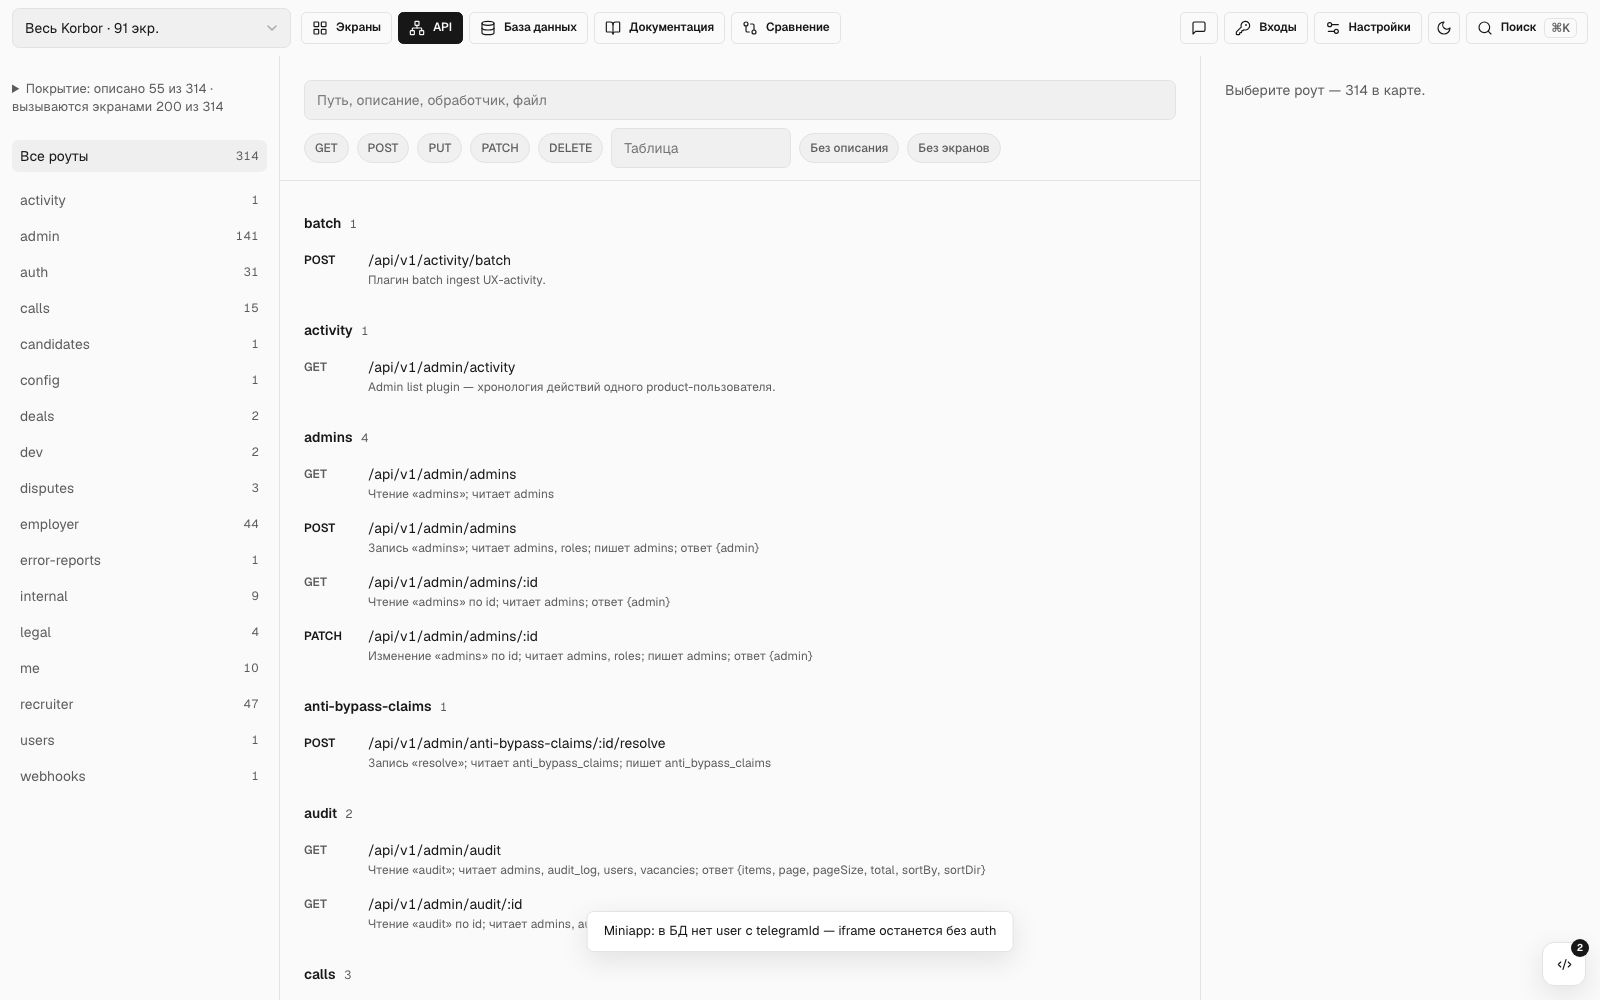 Весь Korbor · 91 экр.
Экраны
API
База данных
Документация
Сравнение
Входы
Настройки
Поиск
⌘K
Покрытие: описано 55 из 314 ·
вызываются экранами 200 из 314
Все роуты 314
activity 1
admin 141
auth 31
calls 15
candidates 1
config 1
deals 2
dev 2
disputes 3
employer 44
error-reports 1
internal 9
legal 4
me 10
recruiter 47
users 1
webhooks 1
Путь, описание, обработчик, файл
GET POST PUT PATCH DELETE Таблица Без описания Без экранов
batch 1
POST /api/v1/activity/batch
Плагин batch ingest UX-activity.
activity 1
GET /api/v1/admin/activity
Admin list plugin — хронология действий одного product-пользователя.
admins 4
GET /api/v1/admin/admins
Чтение «admins»; читает admins
POST /api/v1/admin/admins
Запись «admins»; читает admins, roles; пишет admins; ответ {admin}
GET /api/v1/admin/admins/:id
Чтение «admins» по id; читает admins; ответ {admin}
PATCH /api/v1/admin/admins/:id
Изменение «admins» по id; читает admins, roles; пишет admins; ответ {admin}
anti-bypass-claims 1
POST /api/v1/admin/anti-bypass-claims/:id/resolve
Запись «resolve»; читает anti_bypass_claims; пишет anti_bypass_claims
audit 2
GET /api/v1/admin/audit
Чтение «audit»; читает admins, audit_log, users, vacancies; ответ {items, page, pageSize, total, sortBy, sortDir}
GET /api/v1/admin/audit/:id
Чтение «audit» по id; читает admins,
calls 3
Выберите роут — 314 в карте.
Miniapp: в БД нет user с telegramId — iframe останется без auth
2